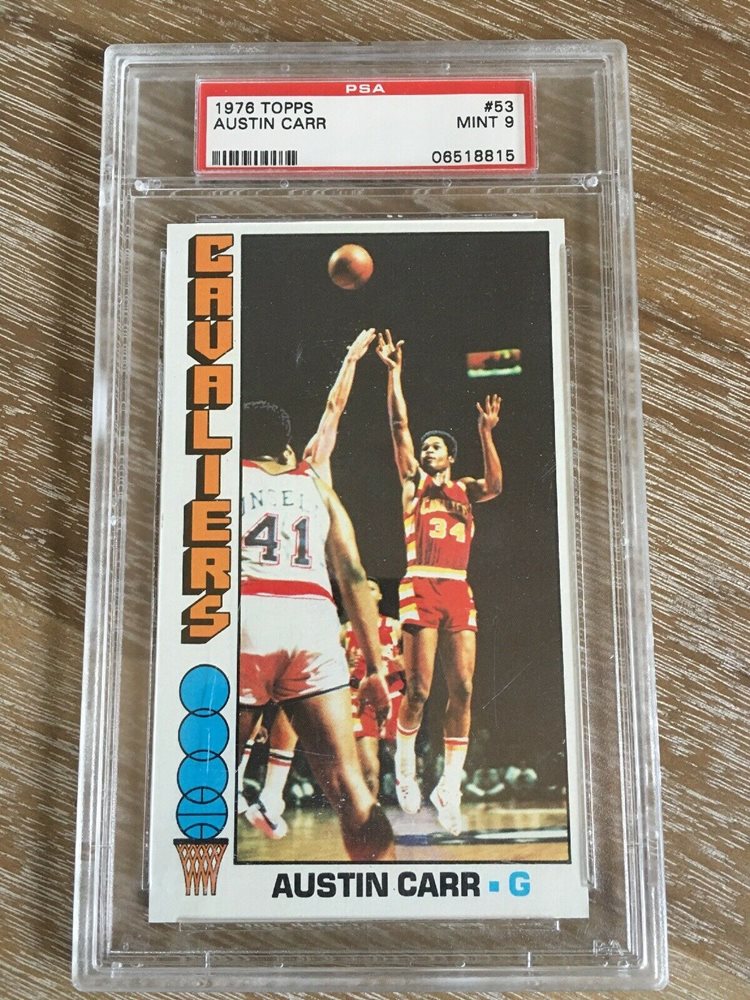 PSA
1976 TOPPS #53
AUSTIN CARR MINT 9
06518815
CAVALIERS
41
34
AUSTIN CARR ▪ G